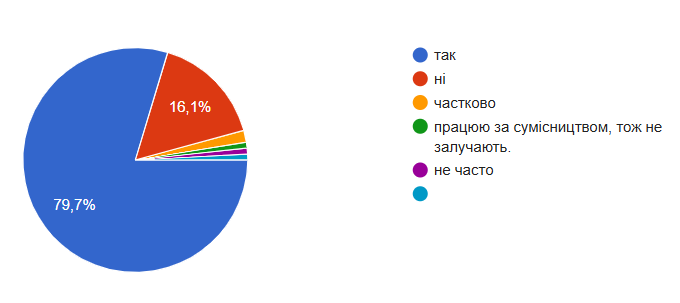 16,1%
79,7%
так
ні
частково
працюю за сумісництвом, тож не
залучають.
не часто